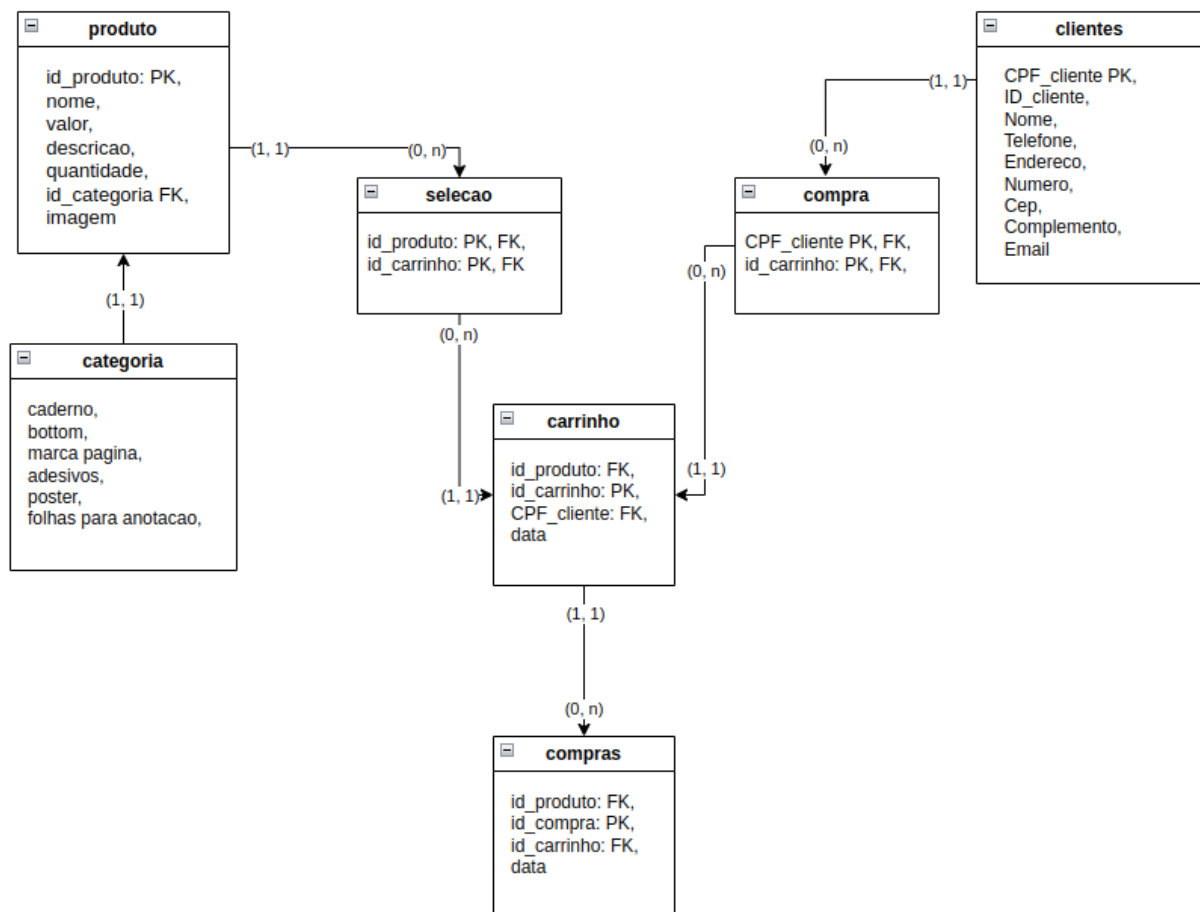 produto
id_produto: PK,
nome,
valor,
descricao,
quantidade,
id_categoria FK,
imagem
clientes
CPF_cliente PK,
ID_cliente,
Nome,
Telefone,
Endereco,
Numero,
Cep,
Complemento,
Email
(1, 1)
(0, n)
(1, 1)
(0, n)
selecao
id_produto: PK, FK,
id_carrinho: PK, FK
compra
CPF_cliente PK, FK,
id_carrinho: PK, FK,
(1, 1)
(0, n)
(0, n)
categoria
caderno,
bottom,
marca pagina,
adesivos,
poster,
folhas para anotacao,
carrinho
id_produto: FK,
id_carrinho: PK,
CPF_cliente: FK,
data
(1, 1)
(1, 1)
(1, 1)
(0, n)
compras
id_produto: FK,
id_compra: PK,
id_carrinho: FK,
data